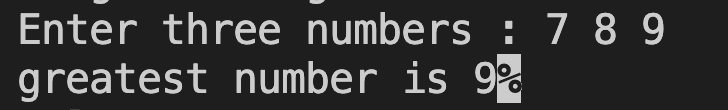 Enter three numbers : 7 8 9
greatest number is 9%